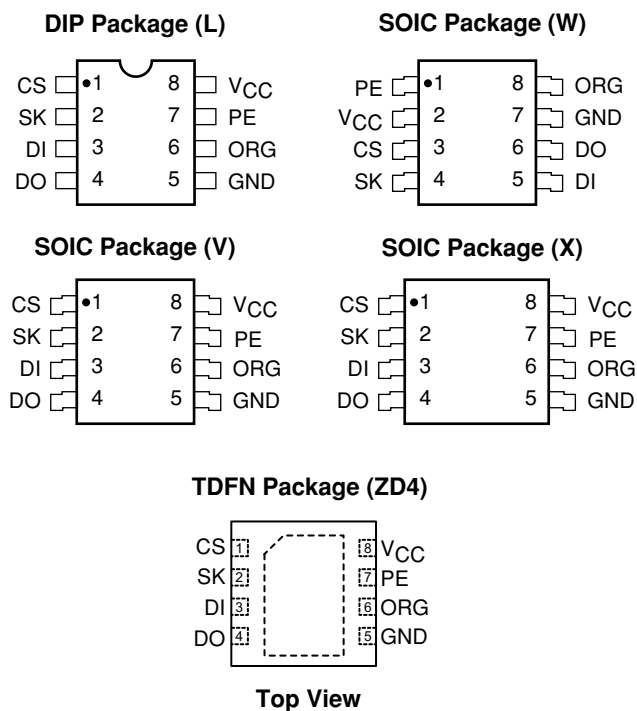 DIP Package (L)
CS 1 8 VCC
SK 2 7 PE
DI 3 6 ORG
DO 4 5 GND
SOIC Package (W)
PE 1 8 ORG
VCC 2 7 GND
CS 3 6 DO
SK 4 5 DI
SOIC Package (V)
CS 1 8 VCC
SK 2 7 PE
DI 3 6 ORG
DO 4 5 GND
SOIC Package (X)
CS 1 8 VCC
SK 2 7 PE
DI 3 6 ORG
DO 4 5 GND
TDFN Package (ZD4)
CS 1 8 VCC
SK 2 7 PE
DI 3 6 ORG
DO 4 5 GND
Top View